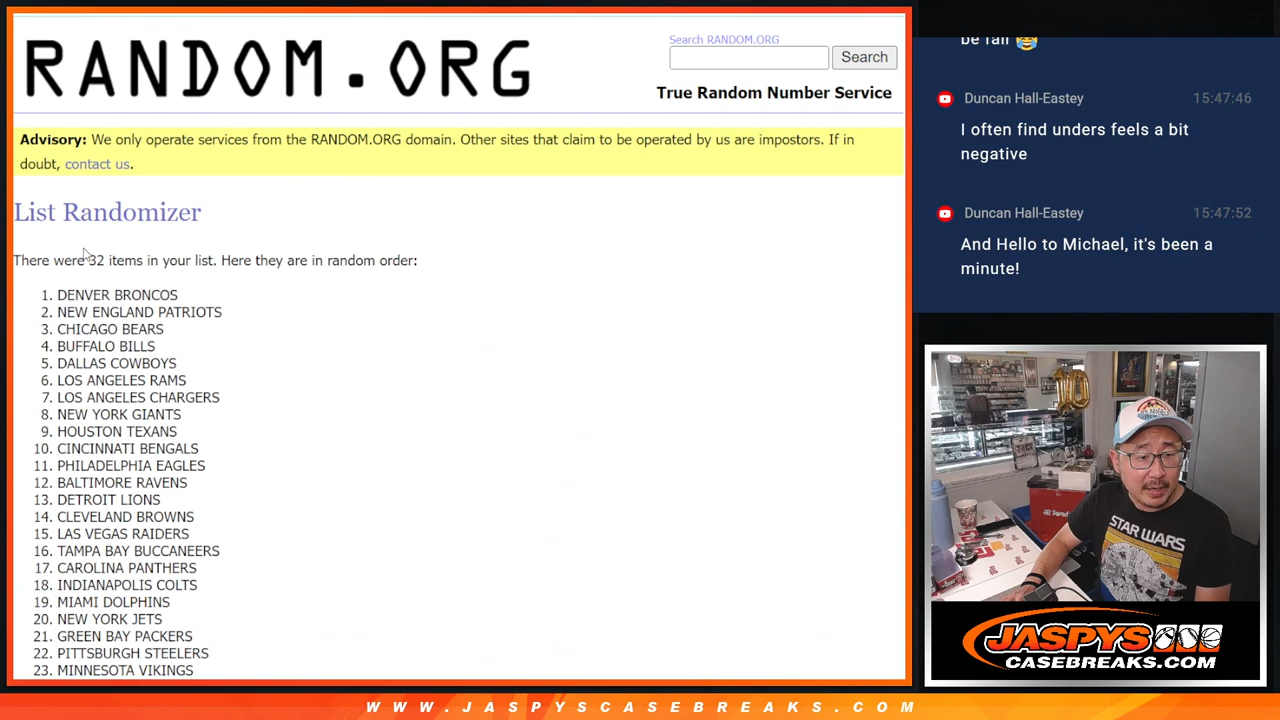 RANDOM.ORG
Search RANDOM.ORG
Search
True Random Number Service
Advisory: We only operate services from the RANDOM.ORG domain. Other sites that claim to be operated by us are impostors. If in
doubt, contact us.
List Randomizer
There were 32 items in your list. Here they are in random order:
1. DENVER BRONCOS
2. NEW ENGLAND PATRIOTS
3. CHICAGO BEARS
4. BUFFALO BILLS
5. DALLAS COWBOYS
6. LOS ANGELES RAMS
7. LOS ANGELES CHARGERS
8. NEW YORK GIANTS
9. HOUSTON TEXANS
10. CINCINNATI BENGALS
11. PHILADELPHIA EAGLES
12. BALTIMORE RAVENS
13. DETROIT LIONS
14. CLEVELAND BROWNS
15. LAS VEGAS RAIDERS
16. TAMPA BAY BUCCANEERS
17. CAROLINA PANTHERS
18. INDIANAPOLIS COLTS
19. MIAMI DOLPHINS
20. NEW YORK JETS
21. GREEN BAY PACKERS
22. PITTSBURGH STEELERS
23. MINNESOTA VIKINGS
be fair 😂
Duncan Hall-Eastey 15:47:46
I often find unders feels a bit
negative
Duncan Hall-Eastey 15:47:52
And Hello to Michael, it's been a
minute!
10
STAR WARS
JASPYS
CASEBREAKS.COM
WWW.JASPYSCASEBREAKS.COM